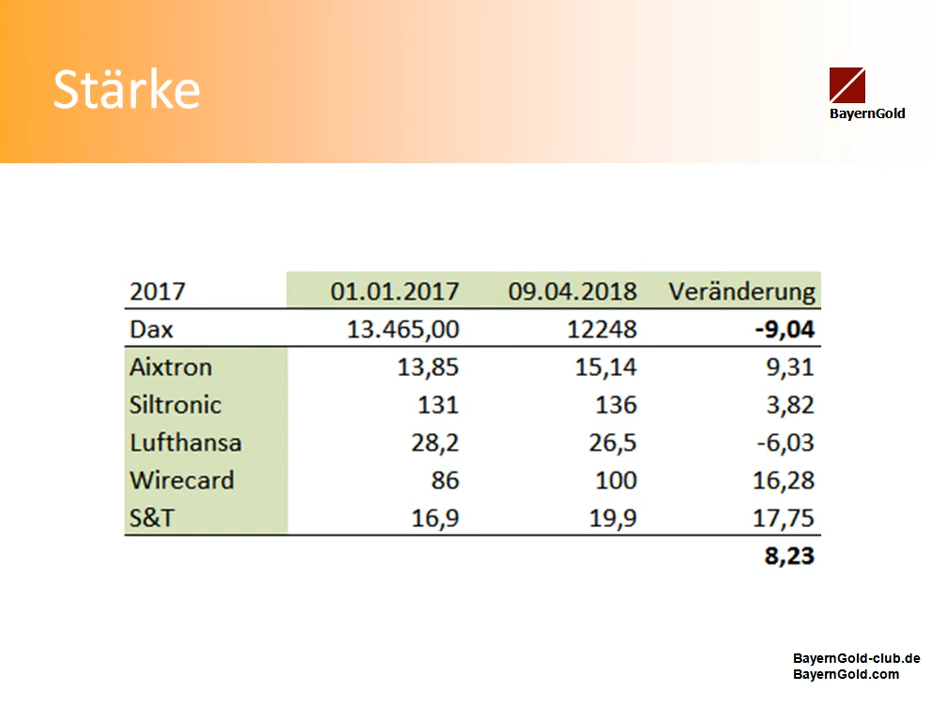 Stärke
BayernGold
2017 01.01.2017 09.04.2018 Veränderung
Dax 13.465,00 12248 -9,04
Aixtron 13,85 15,14 9,31
Siltronic 131 136 3,82
Lufthansa 28,2 26,5 -6,03
Wirecard 86 100 16,28
S&T 16,9 19,9 17,75
8,23
BayernGold-club.de
BayernGold.com